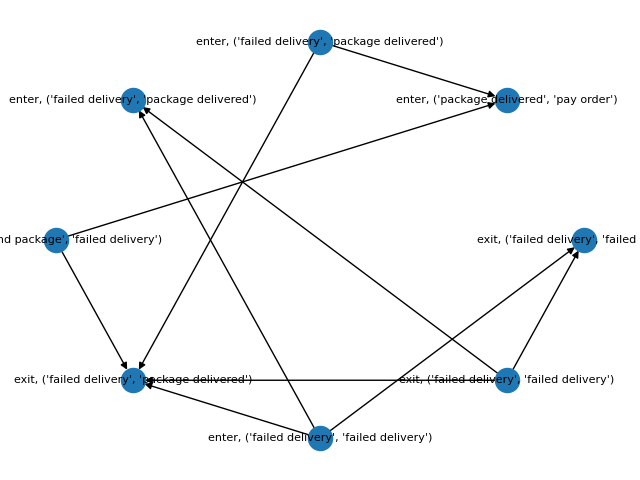 enter, ('failed delivery', 'package delivered')
enter, ('failed delivery', 'package delivered')
enter, ('package delivered', 'pay order')
package', 'failed delivery')
exit, ('failed delivery', 'failed
exit, ('failed delivery', 'package delivered')
exit, ('failed delivery', 'failed delivery')
enter, ('failed delivery', 'failed delivery')